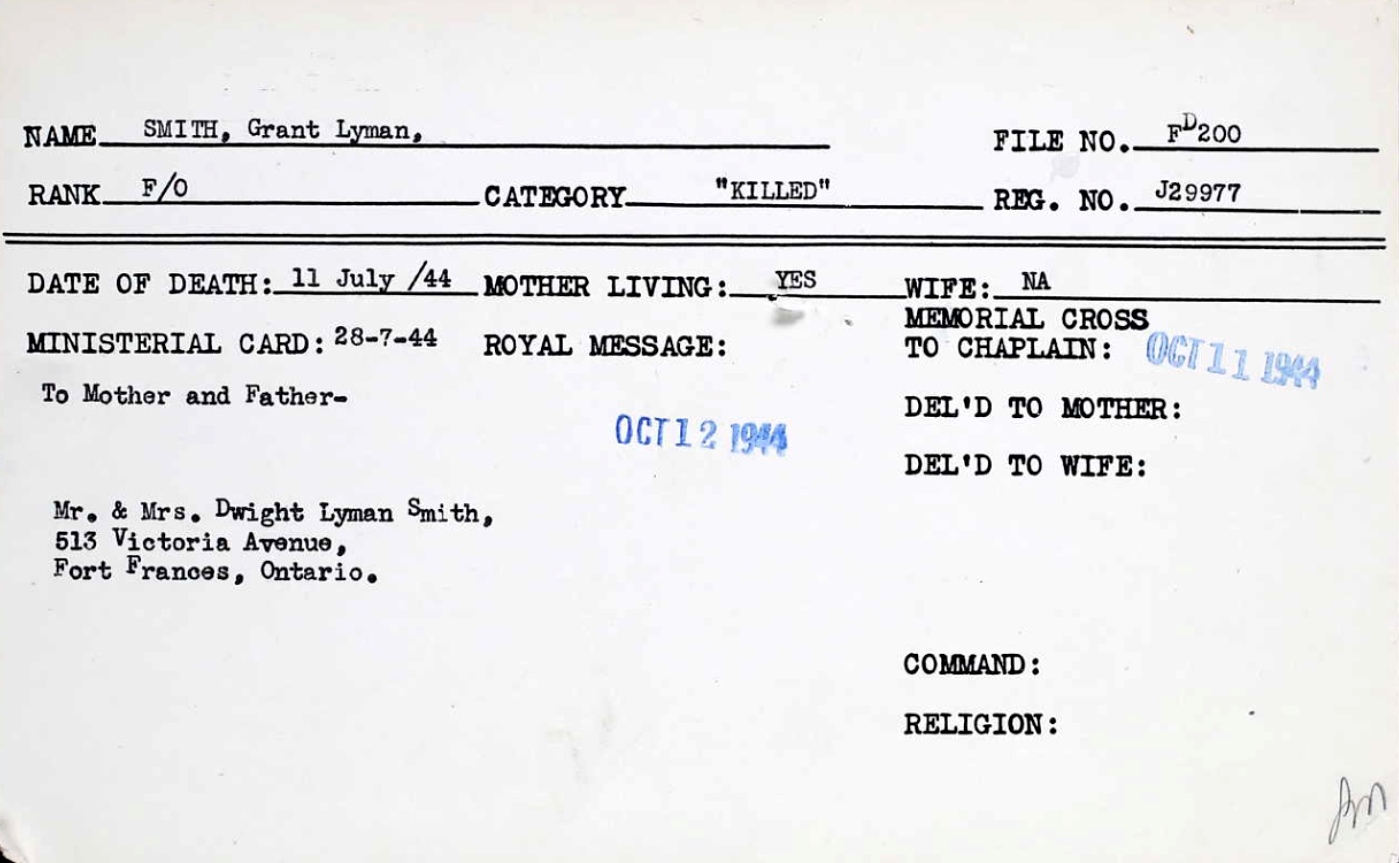 NAME SMITH, Grant Lyman, FILE NO. FD200
RANK F/O CATEGORY "KILLED" REG. NO. J29977
DATE OF DEATH: 11 July /44 MOTHER LIVING: YES WIFE: NA
MINISTERIAL CARD: 28-7-44 ROYAL MESSAGE: MEMORIAL CROSS
TO CHAPLAIN: OCT 11 1944
To Mother and Father-
OCT 12 1944
DEL'D TO MOTHER:
DEL'D TO WIFE:
Mr. & Mrs. Dwight Lyman Smith,
513 Victoria Avenue,
Fort Frances, Ontario.
COMMAND:
RELIGION: